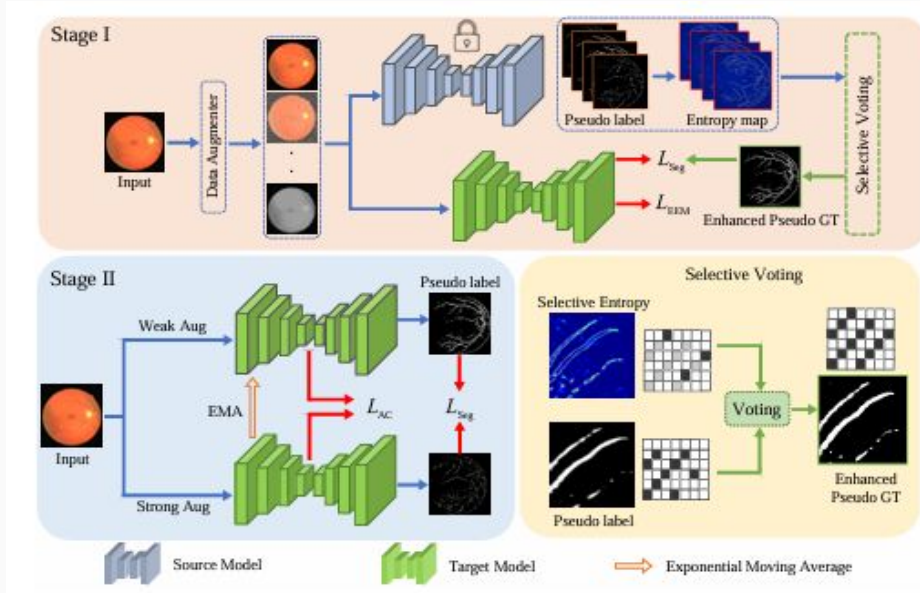 Stage I
Input
Data Augmenter
Pseudo label
Entropy map
Selective Voting
L_Seg
L_EEM
Enhanced Pseudo GT
Stage II
Input
Weak Aug
Strong Aug
EMA
L_AC
Pseudo label
L_Seg
Selective Voting
Selective Entropy
Pseudo label
Voting
Enhanced
Pseudo GT
Source Model
Target Model
Exponential Moving Average